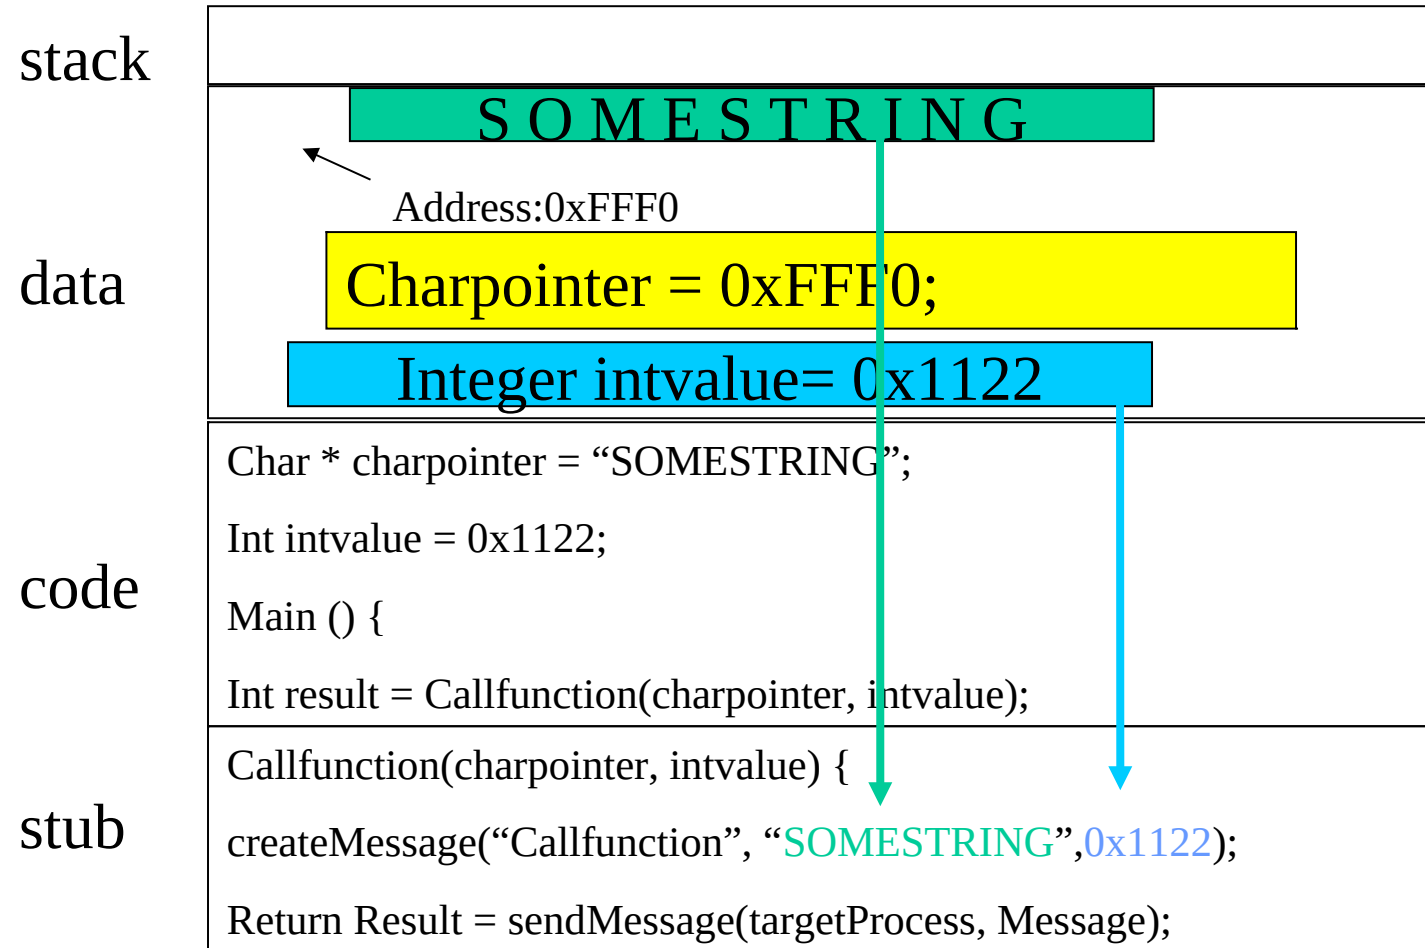 stack
S O M E S T R I N G
Address:0xFFF0
data
Charpointer = 0xFFF0;
Integer intvalue= 0x1122
Char * charpointer = “SOMESTRING”;
Int intvalue = 0x1122;
code
Main () {
Int result = Callfunction(charpointer, intvalue);
Callfunction(charpointer, intvalue) {
stub
createMessage(“Callfunction”, “SOMESTRING”,0x1122);
Return Result = sendMessage(targetProcess, Message);